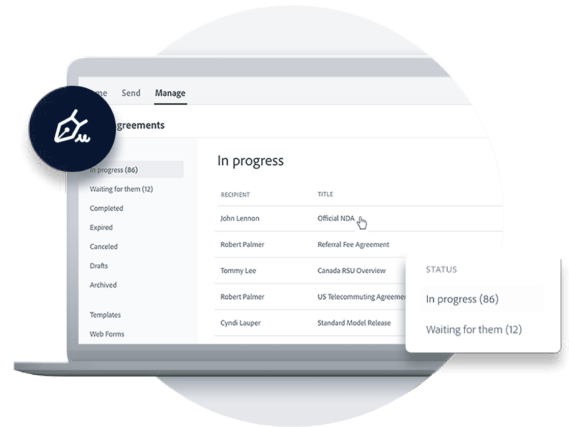 me Send Manage
greements
In progress (86)
Waiting for them (12)
Completed
Expired
Canceled
Drafts
Archived
Templates
Web Forms
In progress
RECIPIENT TITLE
John Lennon Official NDA
Robert Palmer Referral Fee Agreement
Tommy Lee Canada RSU Overview
Robert Palmer US Telecommuting Agreemen
Cyndi Lauper Standard Model Release
STATUS
In progress (86)
Waiting for them (12)